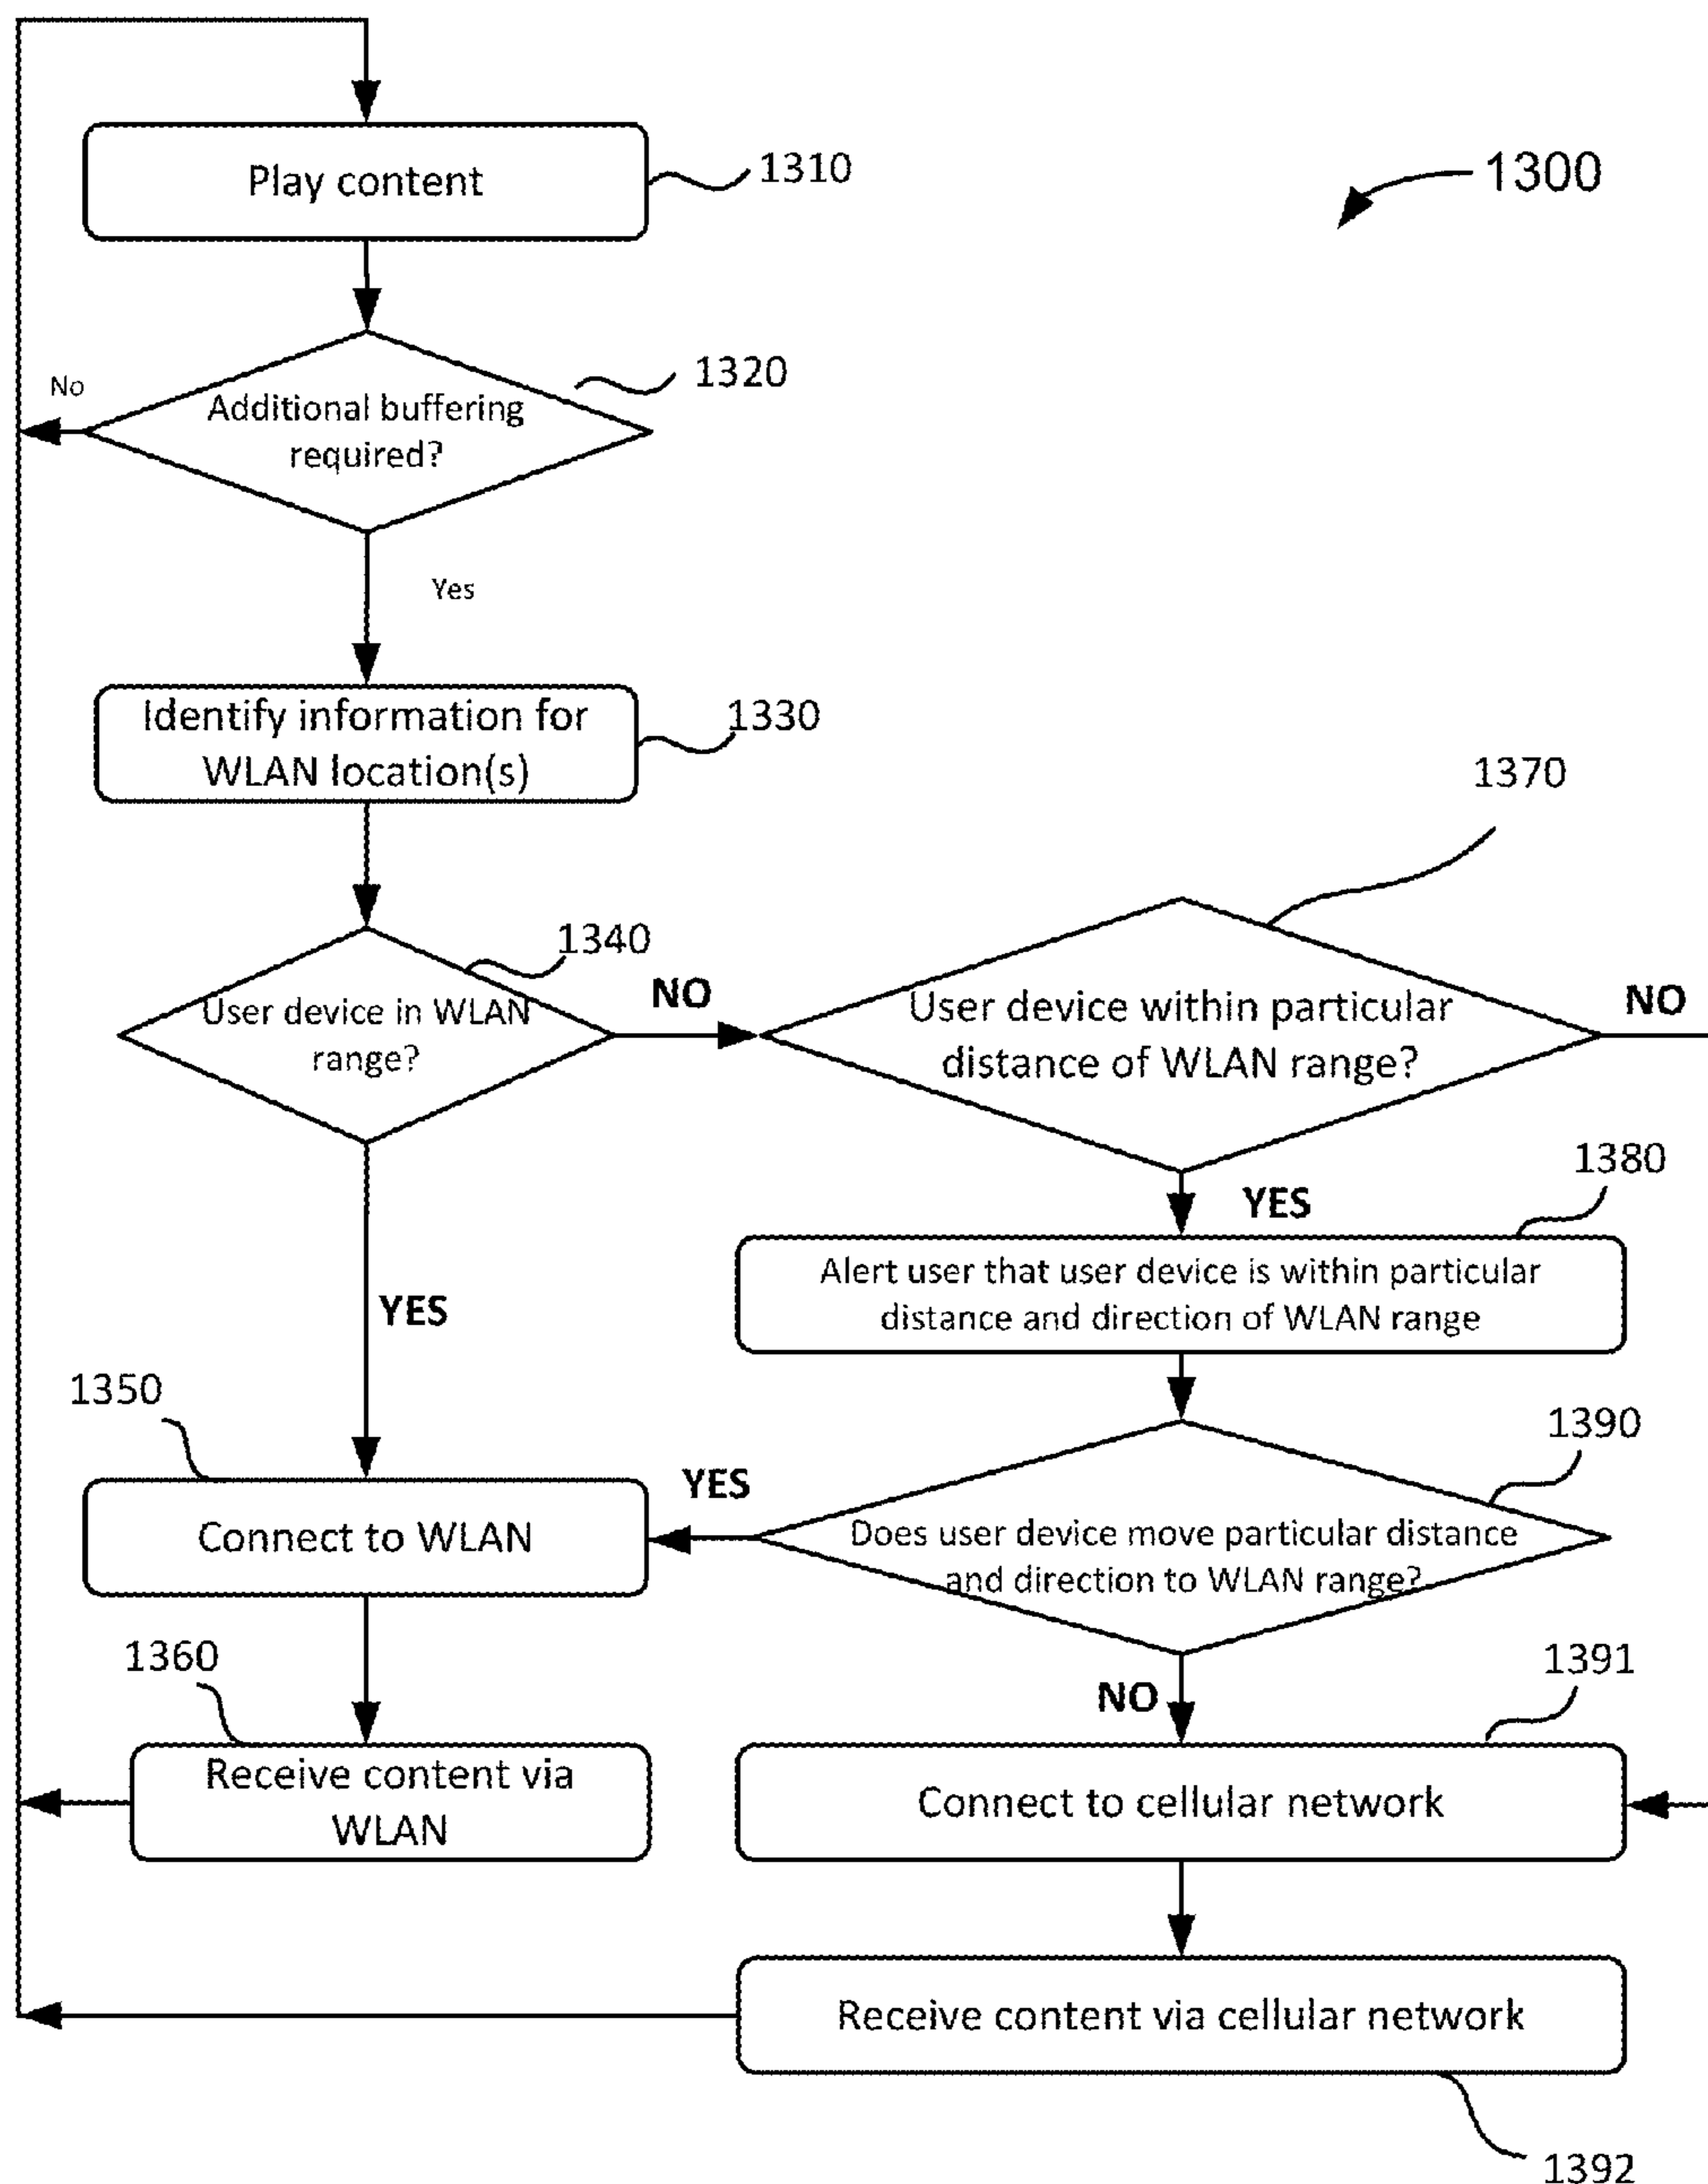 Play content
1310
1300
Additional buffering
required?
1320
No
Yes
Identify information for
WLAN location(s)
1330
1370
User device in WLAN
range?
1340
NO
User device within particular
distance of WLAN range?
NO
YES
1380
Alert user that user device is within particular
distance and direction of WLAN range
YES
1350
1390
Connect to WLAN
YES
Does user device move particular distance
and direction to WLAN range?
1360
NO
1391
Receive content via
WLAN
Connect to cellular network
Receive content via cellular network
1392